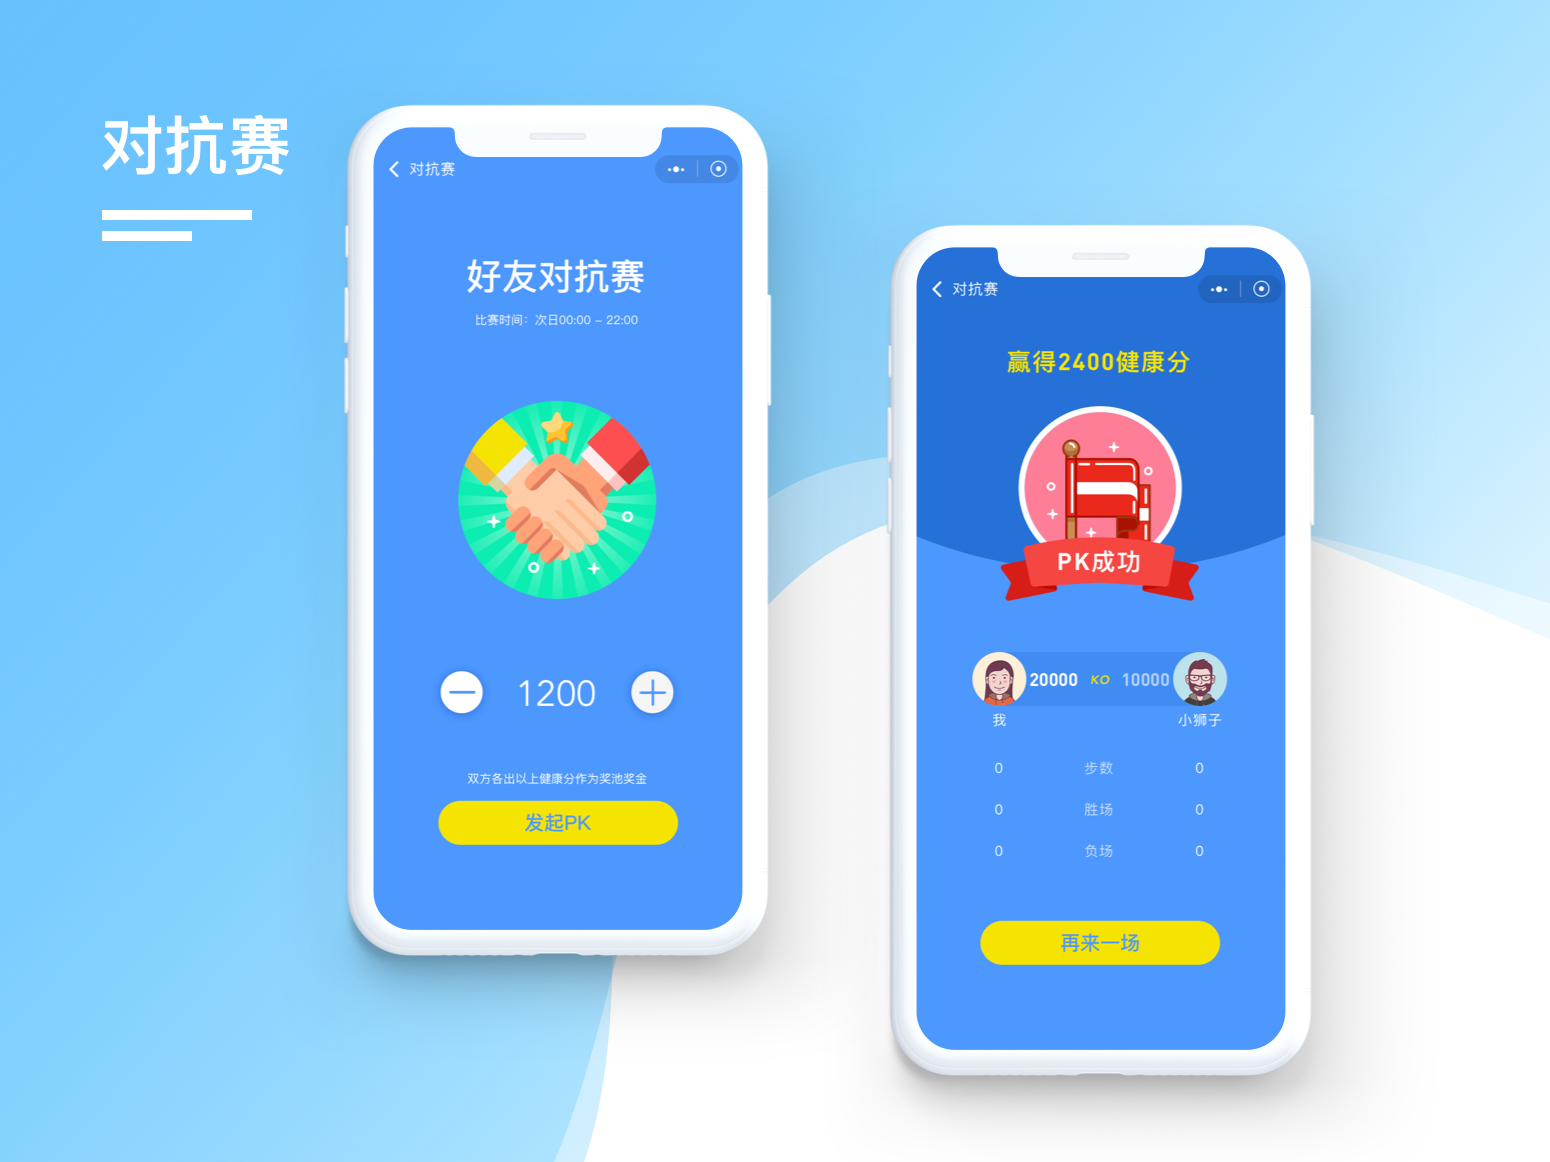 对抗赛
对抗赛
好友对抗赛
比赛时间：次日00:00 – 22:00
1200
双方各出以上健康分作为奖池奖金
发起PK
对抗赛
赢得2400健康分
PK成功
20000 KO 10000
我 小狮子
0 步数 0
0 胜场 0
0 负场 0
再来一场